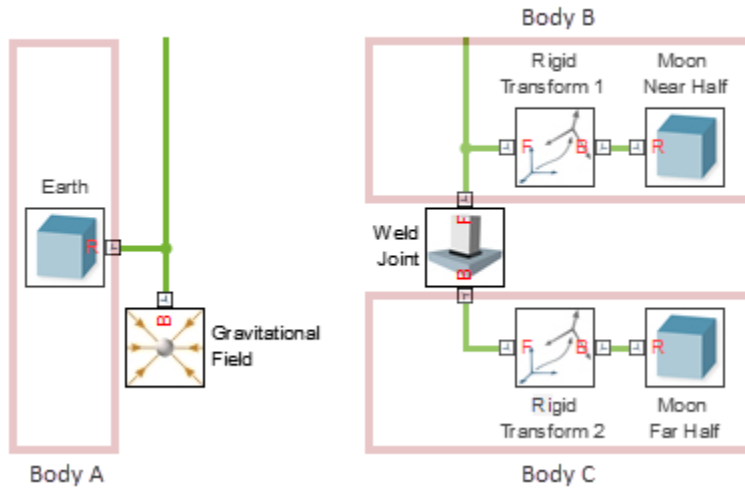 Body B
Rigid
Transform 1
Moon
Near Half
F
B
R
Earth
R
B
Gravitational
Field
Weld
Joint
F
B
F
B
R
Rigid
Transform 2
Moon
Far Half
Body A
Body C